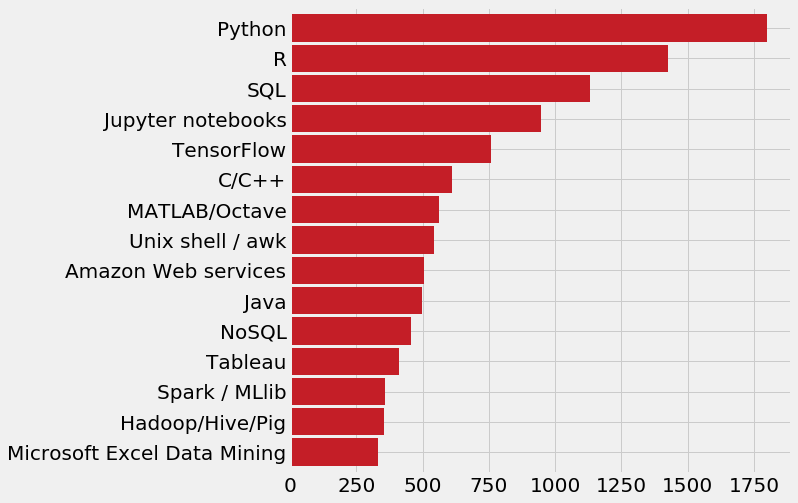 Python
R
SQL
Jupyter notebooks
TensorFlow
C/C++
MATLAB/Octave
Unix shell / awk
Amazon Web services
Java
NoSQL
Tableau
Spark / MLlib
Hadoop/Hive/Pig
Microsoft Excel Data Mining
0 250 500 750 1000 1250 1500 1750